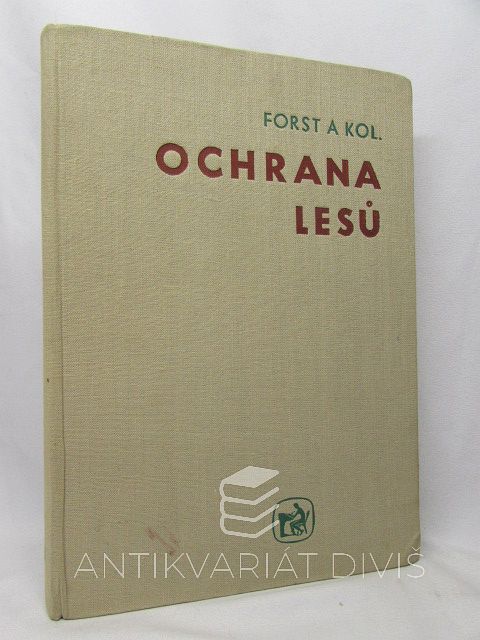 FORST A KOL.
OCHRANA
LESŮ
ANTIKVARIÁT DIVIŠ